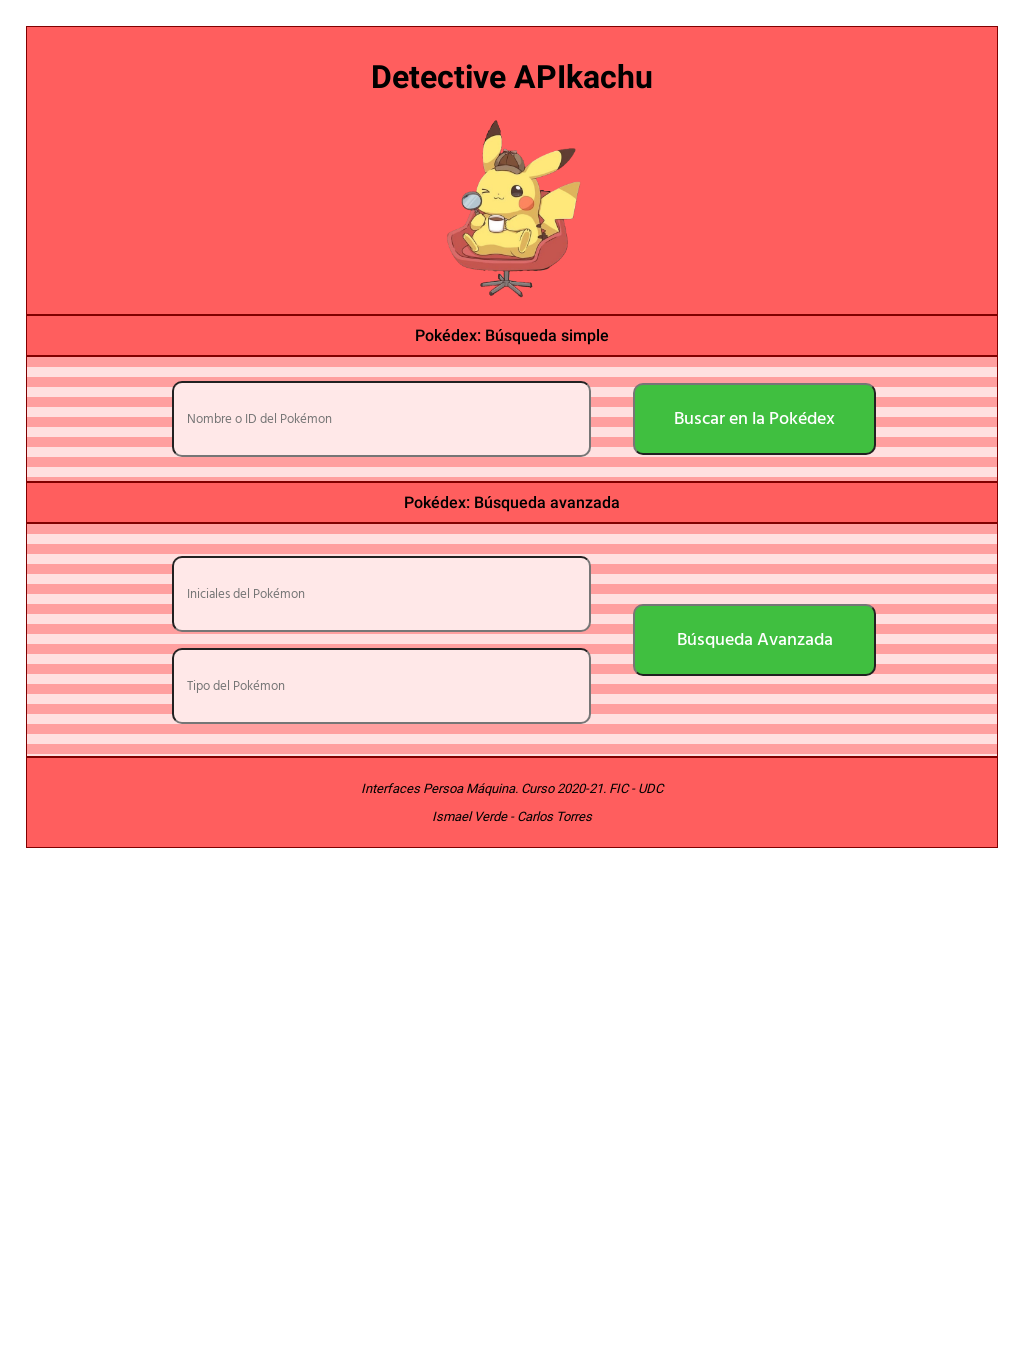 Detective APIkachu
Pokédex: Búsqueda simple
Nombre o ID del Pokémon
Buscar en la Pokédex
Pokédex: Búsqueda avanzada
Iniciales del Pokémon
Tipo del Pokémon
Búsqueda Avanzada
Interfaces Persoa Máquina. Curso 2020-21. FIC - UDC
Ismael Verde - Carlos Torres